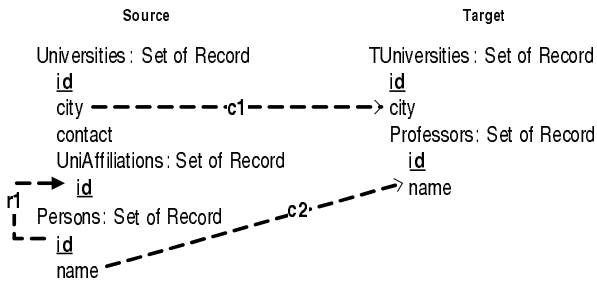 Source Target
Universities: Set of Record TUniversities: Set of Record
id id
city c1 city
contact Professors: Set of Record
UniAffiliations: Set of Record id
id name
r1
Persons: Set of Record c2
id
name